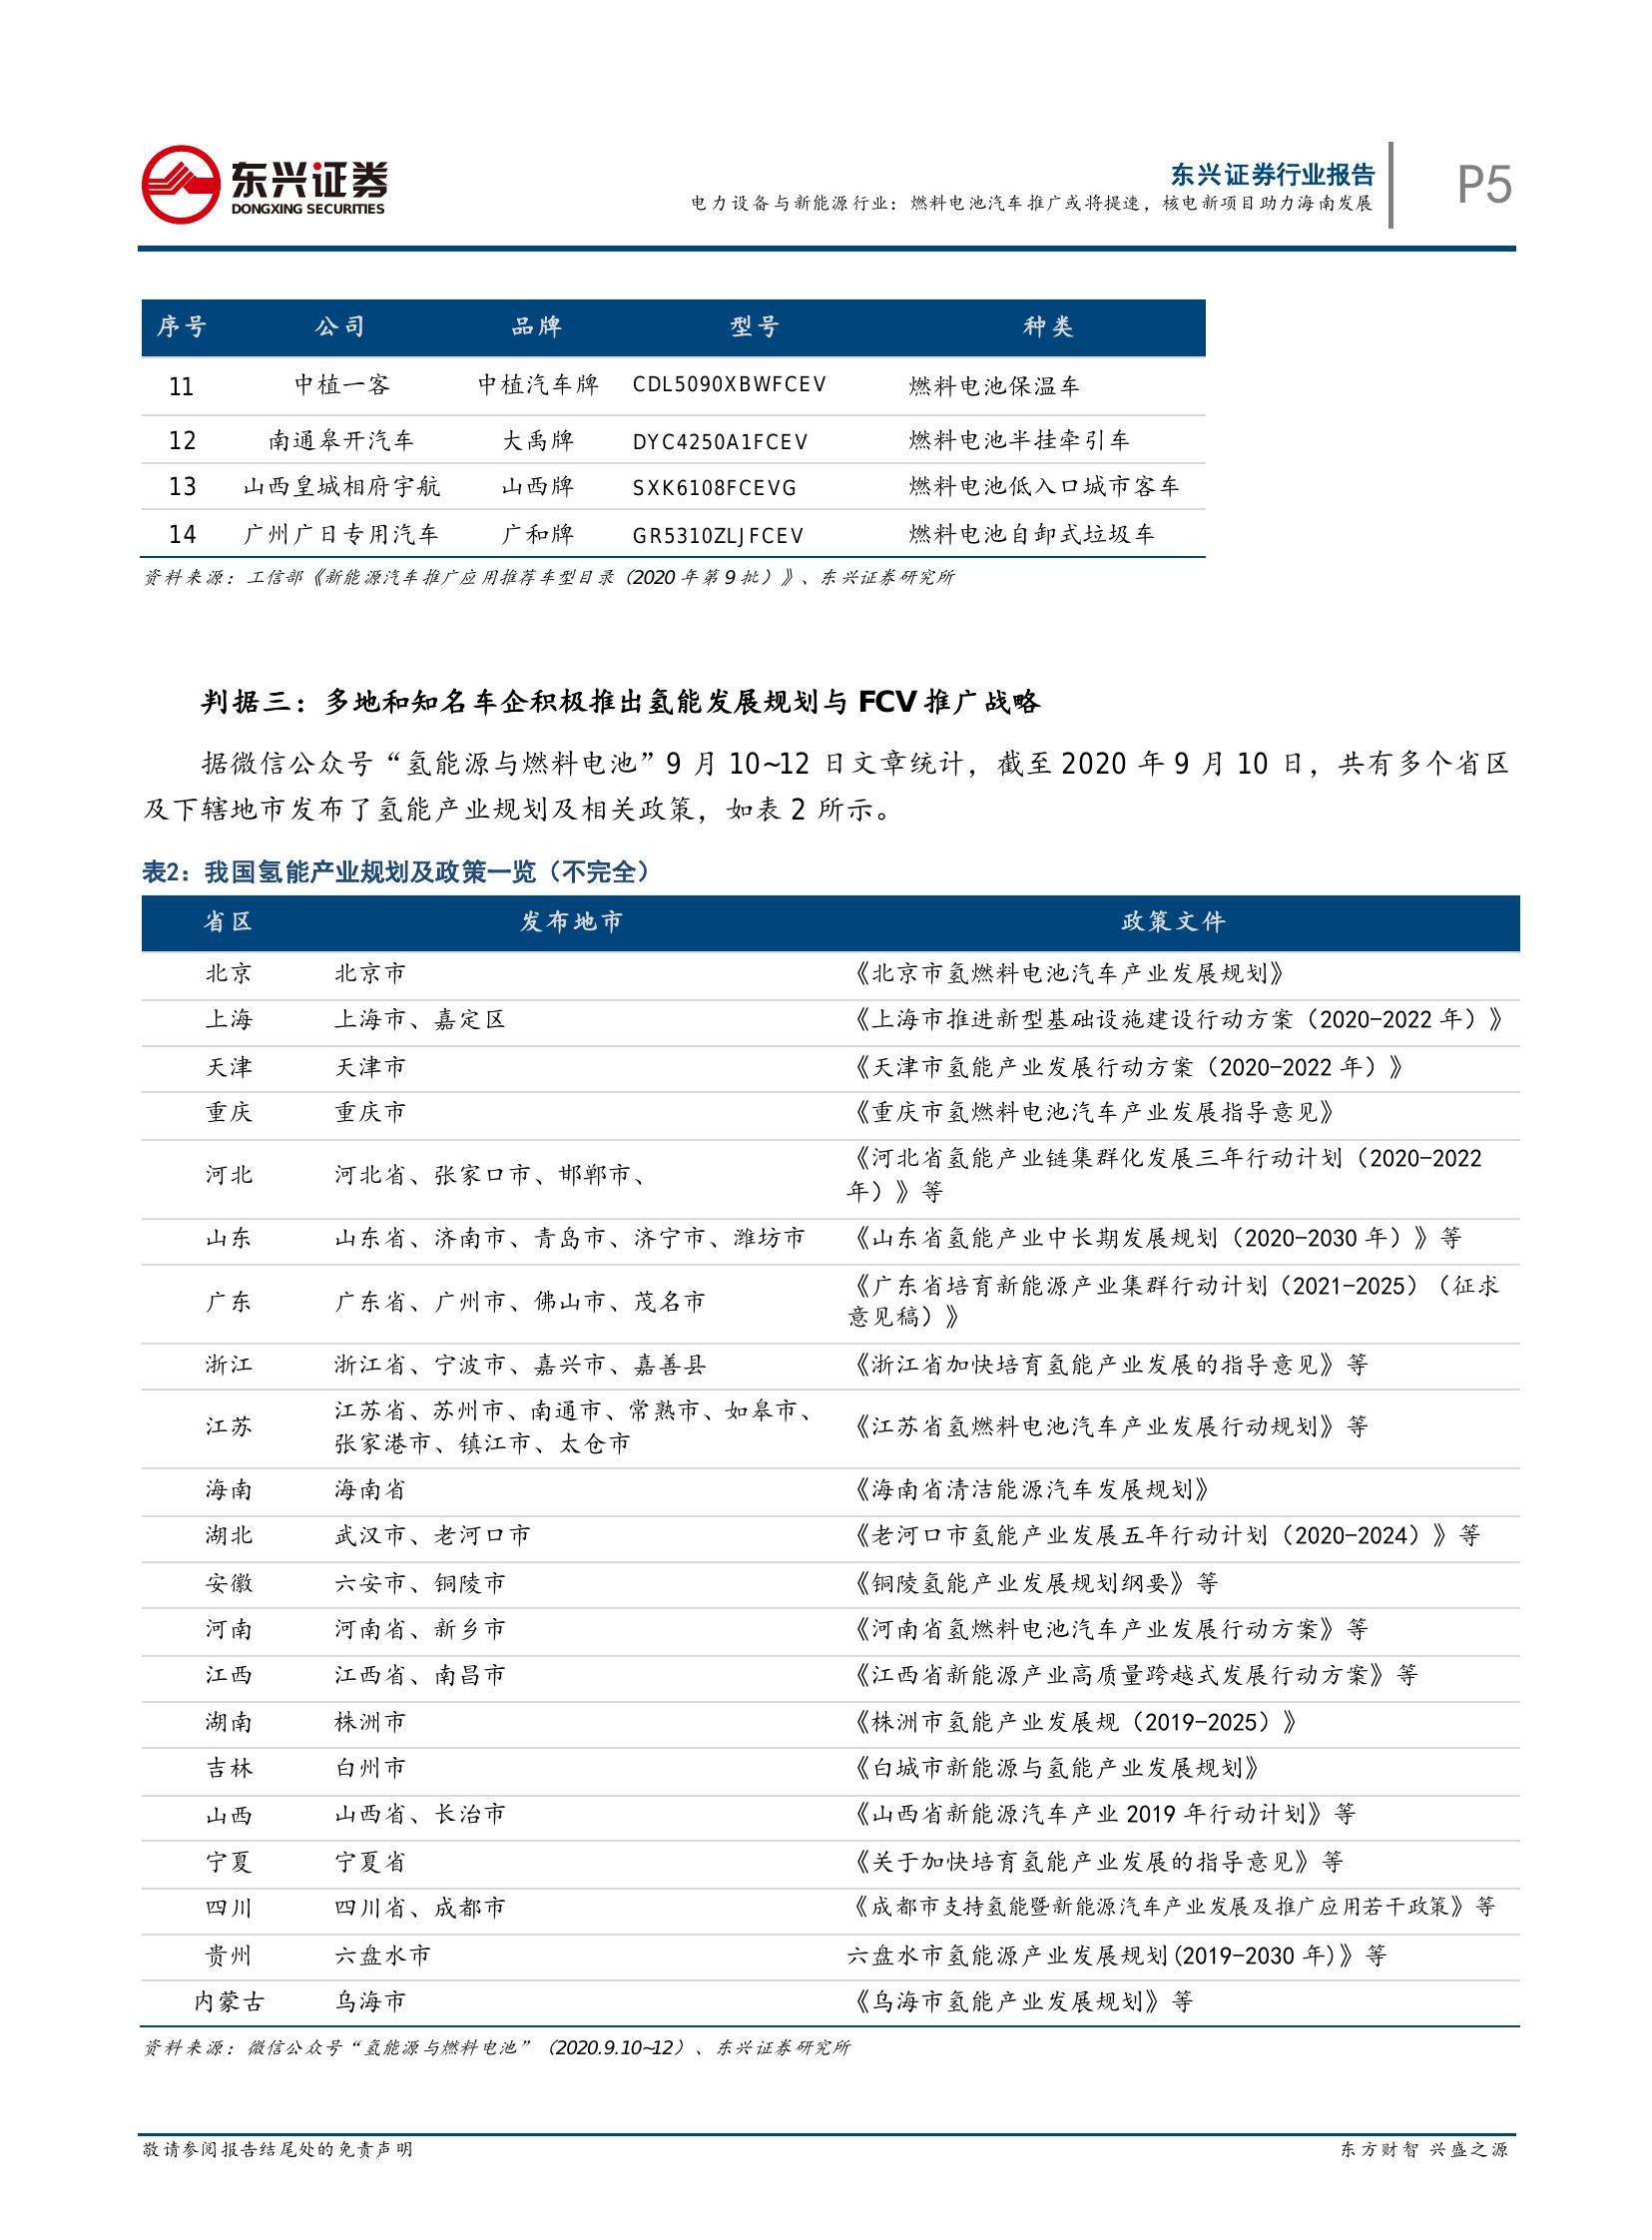 东兴证券
DONGXING SECURITIES
东兴证券行业报告
电力设备与新能源行业：燃料电池汽车推广或将提速，核电新项目助力海南发展
P5
序号 公司 品牌 型号 种类
11 中植一客 中植汽车牌 CDL5090XBWFCEV 燃料电池保温车
12 南通皋开汽车 大禹牌 DYC4250A1FCEV 燃料电池半挂牵引车
13 山西皇城相府宇航 山西牌 SXK6108FCEVG 燃料电池低入口城市客车
14 广州广日专用汽车 广和牌 GR5310ZLJFCEV 燃料电池自卸式垃圾车
资料来源：工信部《新能源汽车推广应用推荐车型目录（2020 年第 9 批）》、东兴证券研究所
判据三：多地和知名车企积极推出氢能发展规划与 FCV 推广战略
据微信公众号“氢能源与燃料电池”9 月 10~12 日文章统计，截至 2020 年 9 月 10 日，共有多个省区
及下辖地市发布了氢能产业规划及相关政策，如表 2 所示。
表2：我国氢能产业规划及政策一览（不完全）
省区 发布地市 政策文件
北京 北京市 《北京市氢燃料电池汽车产业发展规划》
上海 上海市、嘉定区 《上海市推进新型基础设施建设行动方案（2020-2022 年）》
天津 天津市 《天津市氢能产业发展行动方案（2020-2022 年）》
重庆 重庆市 《重庆市氢燃料电池汽车产业发展指导意见》
河北 河北省、张家口市、邯郸市、 《河北省氢能产业链集群化发展三年行动计划（2020-2022
年）》等
山东 山东省、济南市、青岛市、济宁市、潍坊市 《山东省氢能产业中长期发展规划（2020-2030 年）》等
广东 广东省、广州市、佛山市、茂名市 《广东省培育新能源产业集群行动计划（2021-2025）（征求
意见稿）》
浙江 浙江省、宁波市、嘉兴市、嘉善县 《浙江省加快培育氢能产业发展的指导意见》等
江苏 江苏省、苏州市、南通市、常熟市、如皋市、
张家港市、镇江市、太仓市 《江苏省氢燃料电池汽车产业发展行动规划》等
海南 海南省 《海南省清洁能源汽车发展规划》
湖北 武汉市、老河口市 《老河口市氢能产业发展五年行动计划（2020-2024）》等
安徽 六安市、铜陵市 《铜陵氢能产业发展规划纲要》等
河南 河南省、新乡市 《河南省氢燃料电池汽车产业发展行动方案》等
江西 江西省、南昌市 《江西省新能源产业高质量跨越式发展行动方案》等
湖南 株洲市 《株洲市氢能产业发展规（2019-2025）》
吉林 白州市 《白城市新能源与氢能产业发展规划》
山西 山西省、长治市 《山西省新能源汽车产业 2019 年行动计划》等
宁夏 宁夏省 《关于加快培育氢能产业发展的指导意见》等
四川 四川省、成都市 《成都市支持氢能暨新能源汽车产业发展及推广应用若干政策》等
贵州 六盘水市 六盘水市氢能源产业发展规划(2019-2030 年)》等
内蒙古 乌海市 《乌海市氢能产业发展规划》等
资料来源：微信公众号“氢能源与燃料电池”（2020.9.10~12）、东兴证券研究所
敬请参阅报告结尾处的免责声明
东方财智 兴盛之源